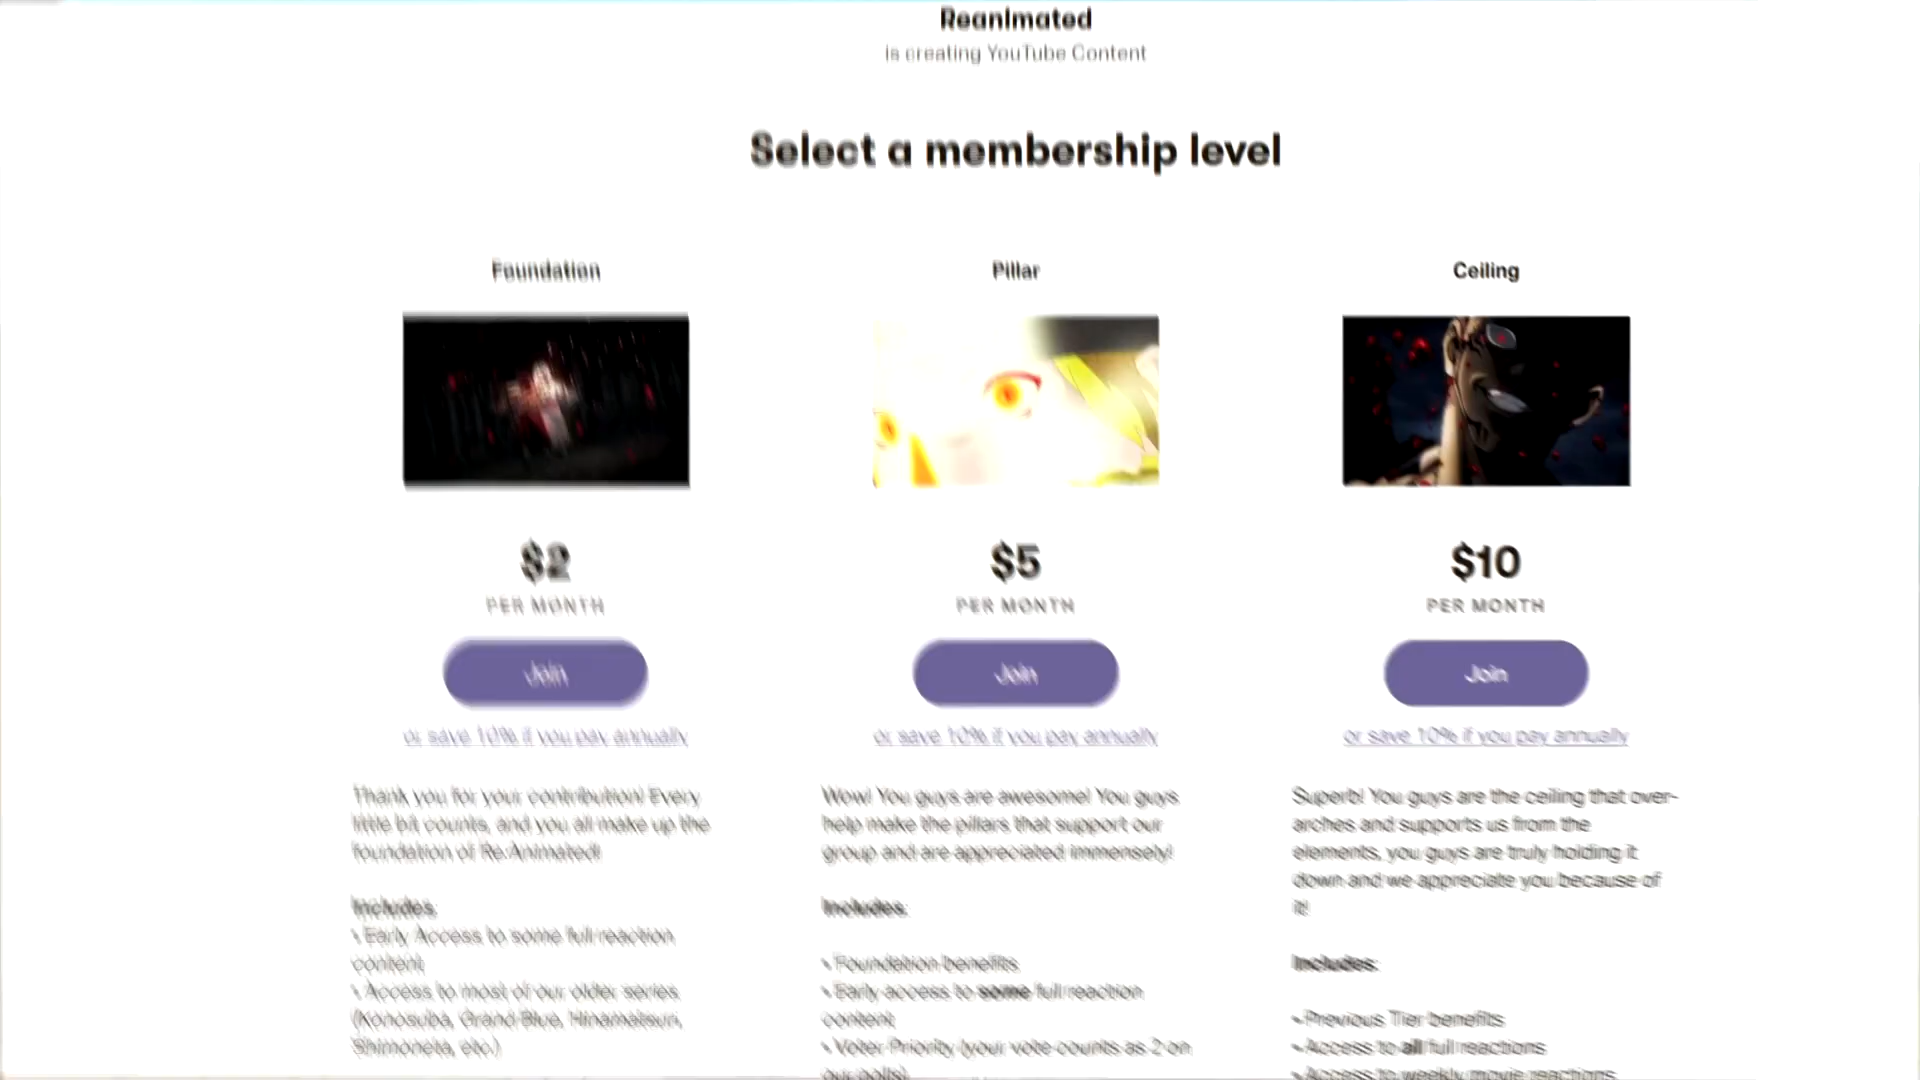 Reanimated
is creating YouTube Content
Select a membership level
Foundation
$2
PER MONTH
Join
or save 10% if you pay annually
Thank you for your contribution! Every
little bit counts, and you all make up the
foundation of Re:Animated!
Includes:
• Early Access to some full reaction
content
• Access to most of our older series
(Konosuba, Grand Blue, Hinamatsuri,
Shimoneta, etc.)
Pillar
$5
PER MONTH
Join
or save 10% if you pay annually
Wow! You guys are awesome! You guys
help make the pillars that support our
group and are appreciated immensely!
Includes:
• Foundation benefits
• Early access to some full reaction
content
• Voter Priority (your vote counts as 2 on
our polls)
Ceiling
$10
PER MONTH
Join
or save 10% if you pay annually
Superb! You guys are the ceiling that over-
arches and supports us from the
elements, you guys are truly holding it
down and we appreciate you because of
it!
Includes:
• Previous Tier benefits
• Access to all full reactions
• Access to weekly movie reactions